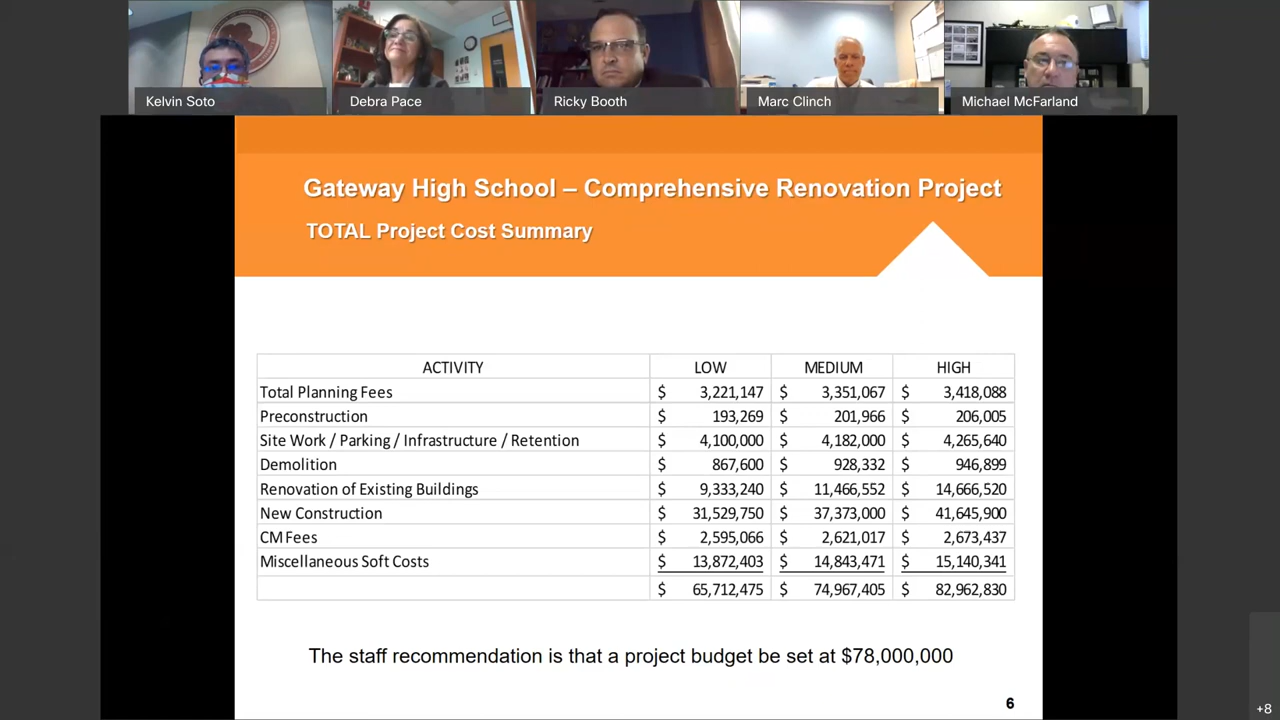 Kelvin Soto
Debra Pace
Ricky Booth
Marc Clinch
Michael McFarland
Gateway High School – Comprehensive Renovation Project
TOTAL Project Cost Summary
ACTIVITY LOW MEDIUM HIGH
Total Planning Fees $ 3,221,147 $ 3,351,067 $ 3,418,088
Preconstruction $ 193,269 $ 201,966 $ 206,005
Site Work / Parking / Infrastructure / Retention $ 4,100,000 $ 4,182,000 $ 4,265,640
Demolition $ 867,600 $ 928,332 $ 946,899
Renovation of Existing Buildings $ 9,333,240 $ 11,466,552 $ 14,666,520
New Construction $ 31,529,750 $ 37,373,000 $ 41,645,900
CM Fees $ 2,595,066 $ 2,621,017 $ 2,673,437
Miscellaneous Soft Costs $ 13,872,403 $ 14,843,471 $ 15,140,341
$ 65,712,475 $ 74,967,405 $ 82,962,830
The staff recommendation is that a project budget be set at $78,000,000
6
+8